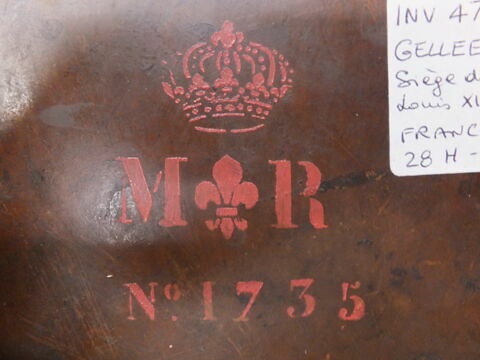 M R
No. 1735
INV 47
GELLEE
Siège d
Louis XI
FRANC
28 H -